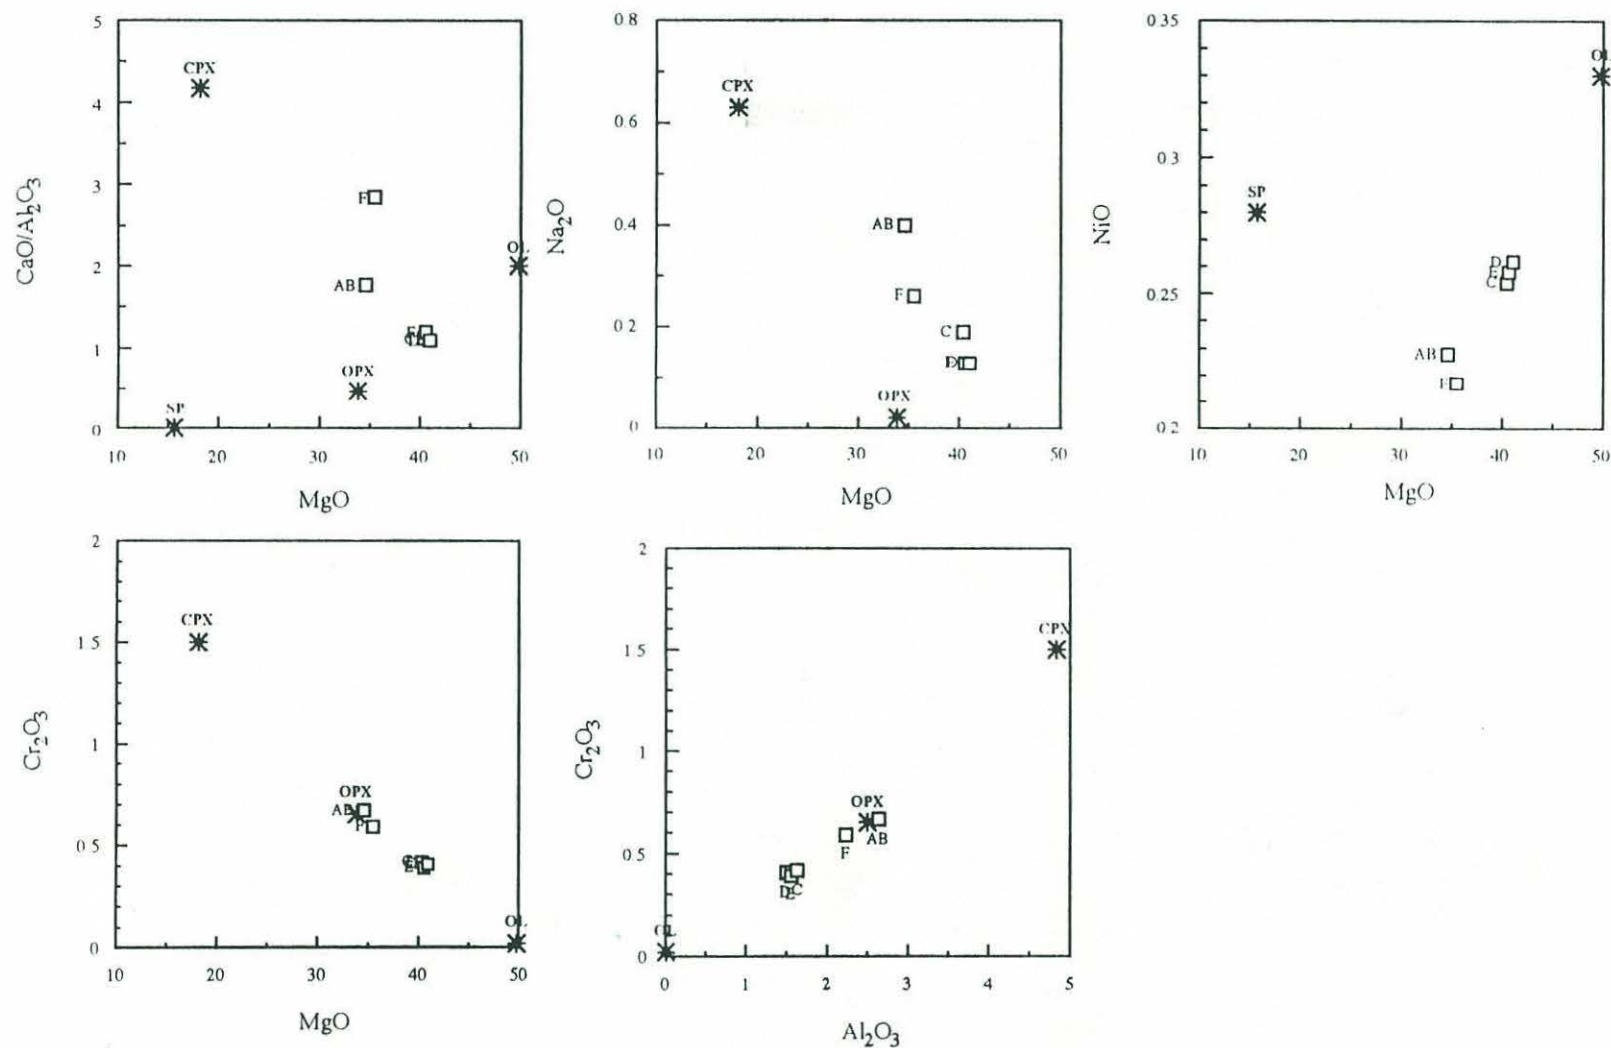 5
4
3
2
1
0
CPX
F
AB
OL
OPX
SP
10
20
30
40
50
CaO/Al2O3
MgO
0.8
0.6
0.4
0 2
0
CPX
AB
F
C
D
OPX
10
20
30
40
50
Na2O
MgO
0.35
0.3
0.25
0.2
OL
SP
D
E
C
AB
F
10
20
30
40
50
NiO
MgO
2
1 5
1
0 5
0
CPX
OPX
AB
F
E
OL
10
20
30
40
50
Cr2O3
MgO
2
1 5
1
0 5
0
CPX
OPX
AB
F
D
E
C
OL
0
1
2
3
4
5
Cr2O3
Al2O3